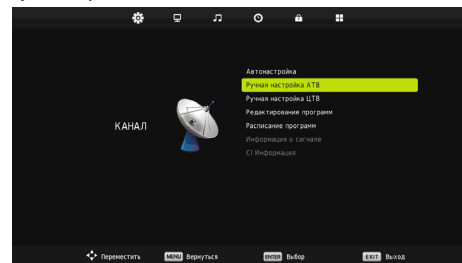 Автонастройка
Ручная настройка АТВ
Ручная настройка ЦТВ
Редактирование программ
КАНАЛ
Расписание программ
Информация о сигнале
CI Информация
Переместить
MENU Вернуться
ENTER Выбор
EXIT Выход